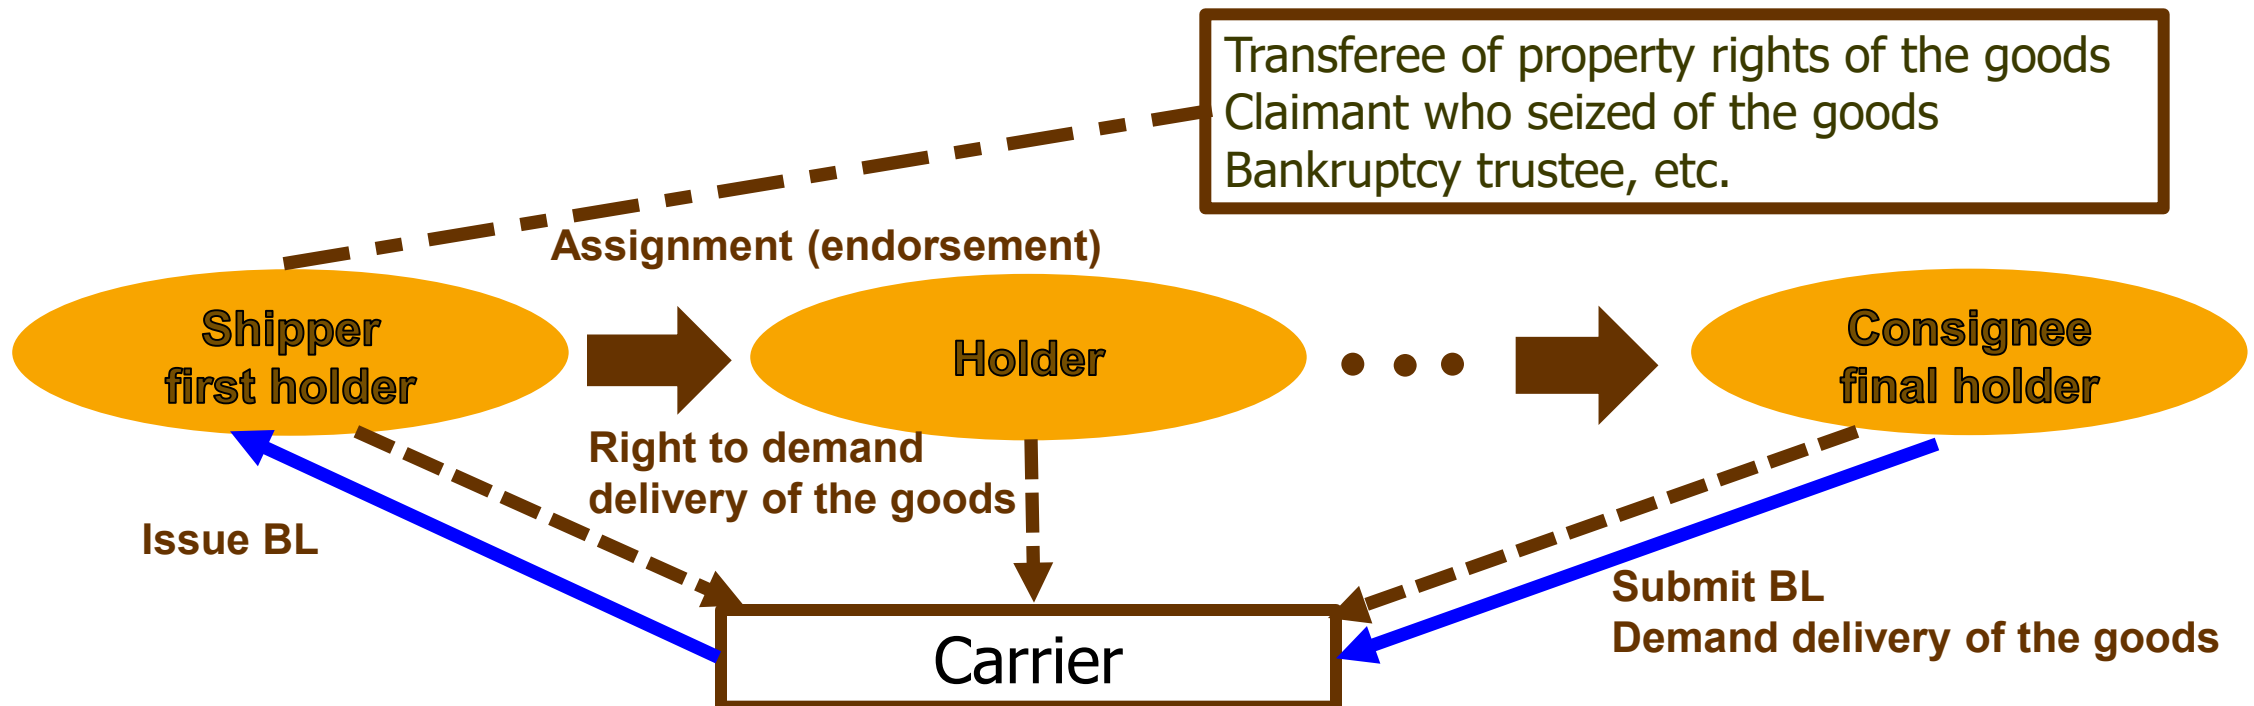 Transferee of property rights of the goods
Claimant who seized of the goods
Bankruptcy trustee, etc.
Assignment (endorsement)
Shipper
first holder
Holder
Consignee
final holder
Right to demand
delivery of the goods
Issue BL
Submit BL
Demand delivery of the goods
Carrier